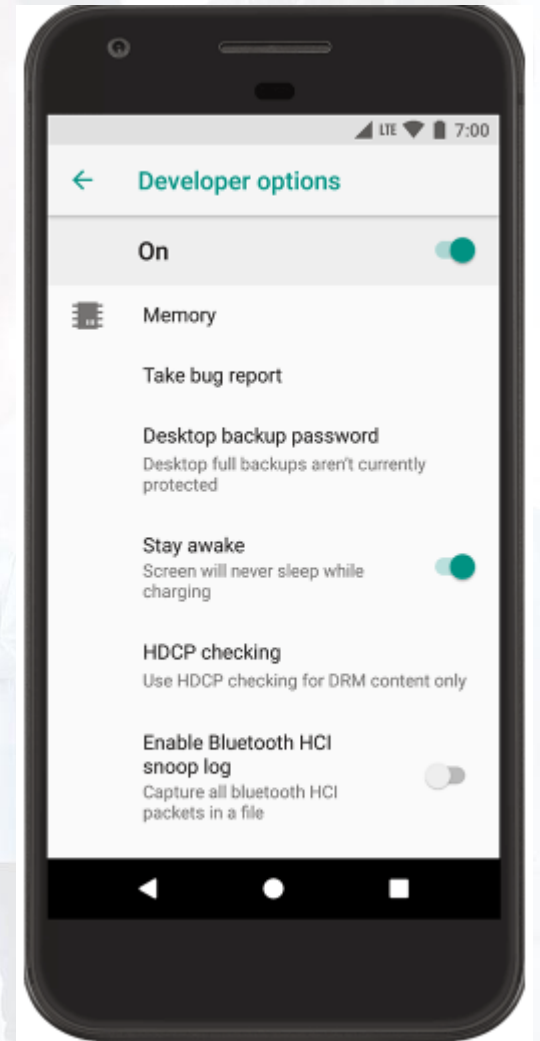 LTE 7:00
Developer options
On
Memory
Take bug report
Desktop backup password
Desktop full backups aren't currently
protected
Stay awake
Screen will never sleep while
charging
HDCP checking
Use HDCP checking for DRM content only
Enable Bluetooth HCI
snoop log
Capture all bluetooth HCI
packets in a file